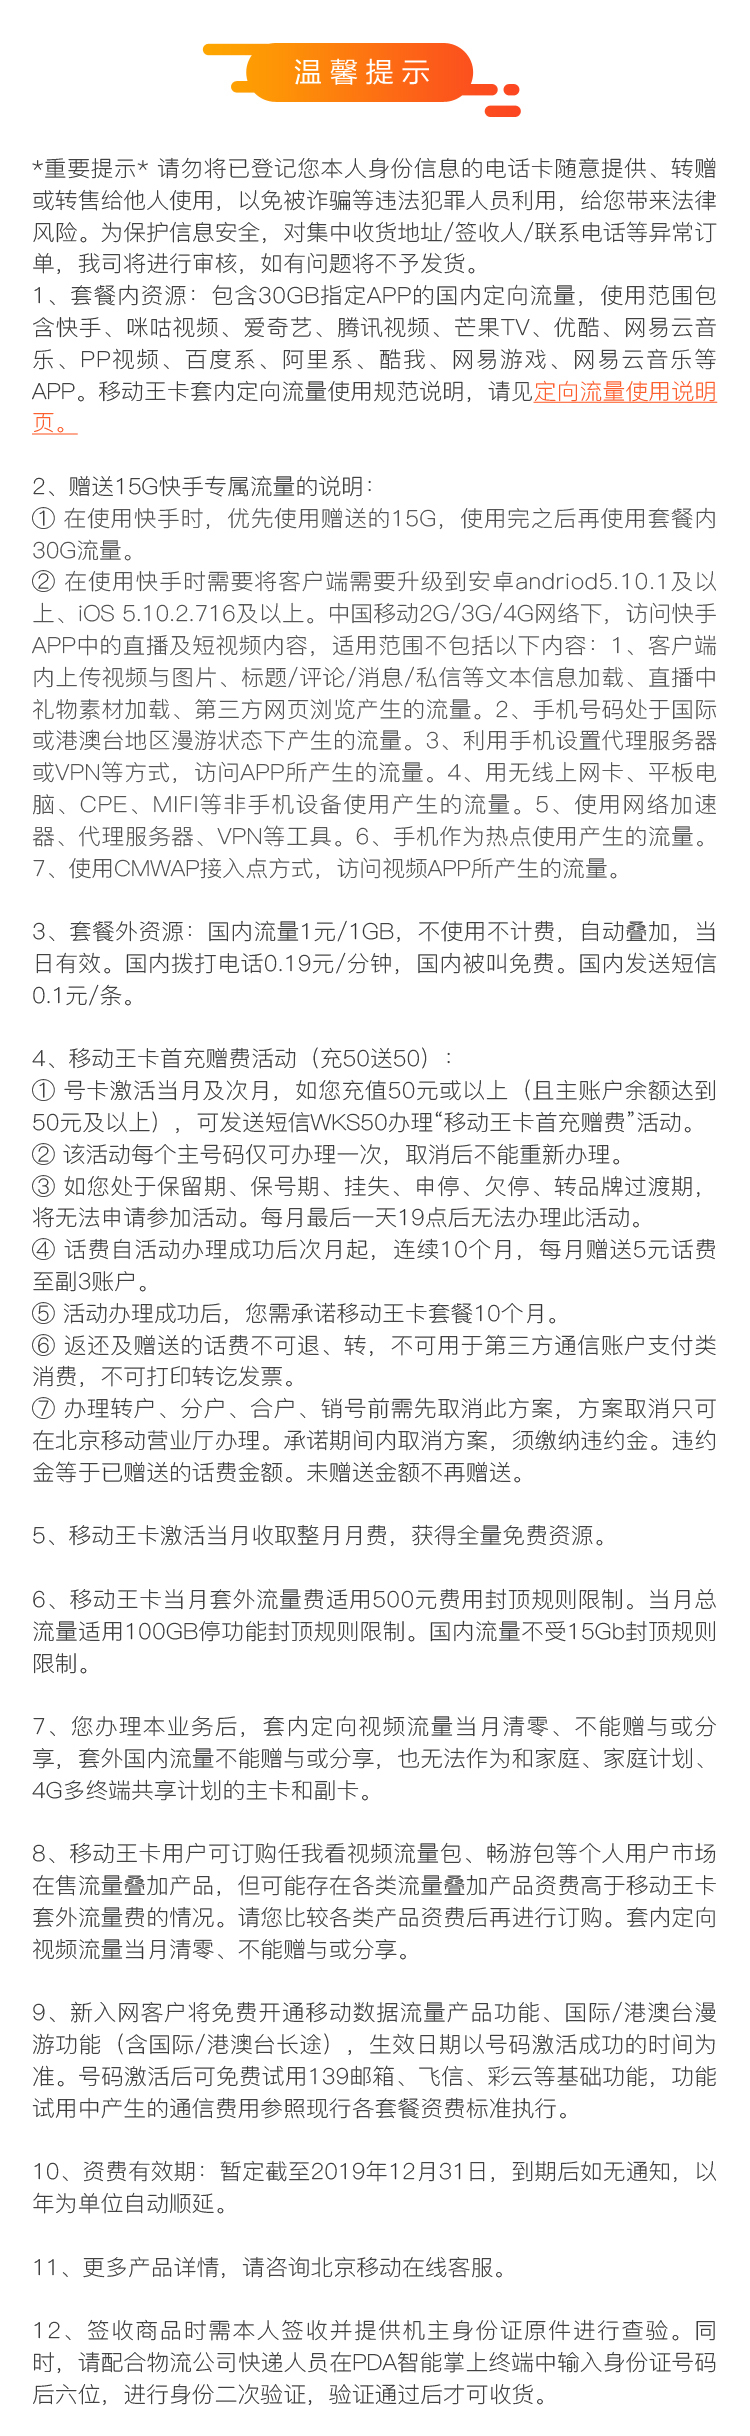 温馨提示
*重要提示* 请勿将已登记您本人身份信息的电话卡随意提供、转赠
或转售给他人使用，以免被诈骗等违法犯罪人员利用，给您带来法律
风险。为保护信息安全，对集中收货地址/签收人/联系电话等异常订
单，我司将进行审核，如有问题将不予发货。
1、套餐内资源：包含30GB指定APP的国内定向流量，使用范围包
含快手、咪咕视频、爱奇艺、腾讯视频、芒果TV、优酷、网易云音
乐、PP视频、百度系、阿里系、酷我、网易游戏、网易云音乐等
APP。移动王卡套内定向流量使用规范说明，请见定向流量使用说明
页。
2、赠送15G快手专属流量的说明：
① 在使用快手时，优先使用赠送的15G，使用完之后再使用套餐内
30G流量。
② 在使用快手时需要将客户端需要升级到安卓andriod5.10.1及以
上、iOS 5.10.2.716及以上。中国移动2G/3G/4G网络下，访问快手
APP中的直播及短视频内容，适用范围不包括以下内容：1、客户端
内上传视频与图片、标题/评论/消息/私信等文本信息加载、直播中
礼物素材加载、第三方网页浏览产生的流量。2、手机号码处于国际
或港澳台地区漫游状态下产生的流量。3、利用手机设置代理服务器
或VPN等方式，访问APP所产生的流量。4、用无线上网卡、平板电
脑、CPE、MIFI等非手机设备使用产生的流量。5、使用网络加速
器、代理服务器、VPN等工具。6、手机作为热点使用产生的流量。
7、使用CMWAP接入点方式，访问视频APP所产生的流量。
3、套餐外资源：国内流量1元/1GB，不使用不计费，自动叠加，当
日有效。国内拨打电话0.19元/分钟，国内被叫免费。国内发送短信
0.1元/条。
4、移动王卡首充赠费活动（充50送50）：
① 号卡激活当月及次月，如您充值50元或以上（且主账户余额达到
50元及以上），可发送短信WKS50办理“移动王卡首充赠费”活动。
② 该活动每个主号码仅可办理一次，取消后不能重新办理。
③ 如您处于保留期、保号期、挂失、申停、欠停、转品牌过渡期，
将无法申请参加活动。每月最后一天19点后无法办理此活动。
④ 话费自活动办理成功后次月起，连续10个月，每月赠送5元话费
至副3账户。
⑤ 活动办理成功后，您需承诺移动王卡套餐10个月。
⑥ 返还及赠送的话费不可退、转，不可用于第三方通信账户支付类
消费，不可打印转讫发票。
⑦ 办理转户、分户、合户、销号前需先取消此方案，方案取消只可
在北京移动营业厅办理。承诺期间内取消方案，须缴纳违约金。违约
金等于已赠送的话费金额。未赠送金额不再赠送。
5、移动王卡激活当月收取整月月费，获得全量免费资源。
6、移动王卡当月套外流量费适用500元费用封顶规则限制。当月总
流量适用100GB停功能封顶规则限制。国内流量不受15Gb封顶规则
限制。
7、您办理本业务后，套内定向视频流量当月清零、不能赠与或分
享，套外国内流量不能赠与或分享，也无法作为和家庭、家庭计划、
4G多终端共享计划的主卡和副卡。
8、移动王卡用户可订购任我看视频流量包、畅游包等个人用户市场
在售流量叠加产品，但可能存在各类流量叠加产品资费高于移动王卡
套外流量费的情况。请您比较各类产品资费后再进行订购。套内定向
视频流量当月清零、不能赠与或分享。
9、新入网客户将免费开通移动数据流量产品功能、国际/港澳台漫
游功能（含国际/港澳台长途），生效日期以号码激活成功的时间为
准。号码激活后可免费试用139邮箱、飞信、彩云等基础功能，功能
试用中产生的通信费用参照现行各套餐资费标准执行。
10、资费有效期：暂定截至2019年12月31日，到期后如无通知，以
年为单位自动顺延。
11、更多产品详情，请咨询北京移动在线客服。
12、签收商品时需本人签收并提供机主身份证原件进行查验。同
时，请配合物流公司快递人员在PDA智能掌上终端中输入身份证号码
后六位，进行身份二次验证，验证通过后才可收货。